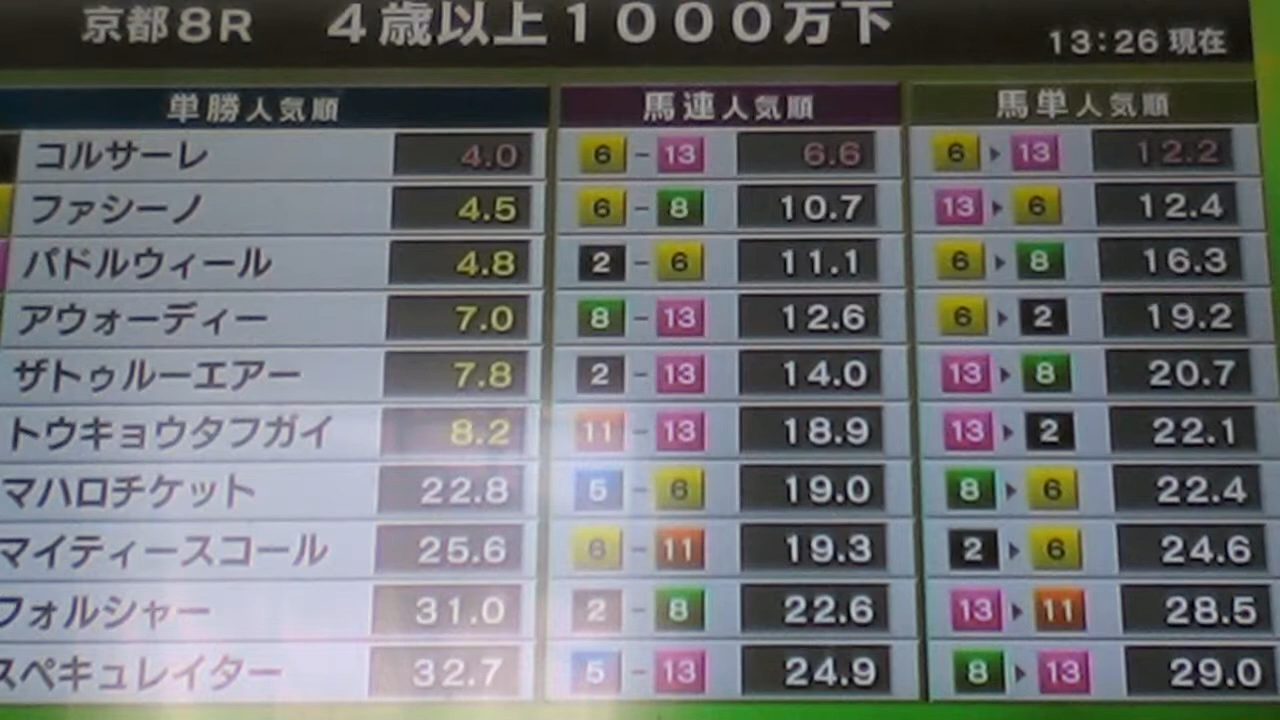 京都8R 4歳以上1000万下 13:26現在
単勝人気順 馬連人気順 馬単人気順
コルサーレ 4.0 6-13 6.6 6▶13 12.2
ファシーノ 4.5 6-8 10.7 13▶6 12.4
バドルウィール 4.8 2-6 11.1 6▶8 16.3
アウォーディー 7.0 8-13 12.6 6▶2 19.2
ザトゥルーエアー 7.8 2-13 14.0 13▶8 20.7
トウキョウタフガイ 8.2 11-13 18.9 13▶2 22.1
マハロチケット 22.8 5-6 19.0 8▶6 22.4
マイティースコール 25.6 6-11 19.3 2▶6 24.6
フォルシャー 31.0 2-8 22.6 13▶11 28.5
スペキュレイター 32.7 5-13 24.9 8▶13 29.0